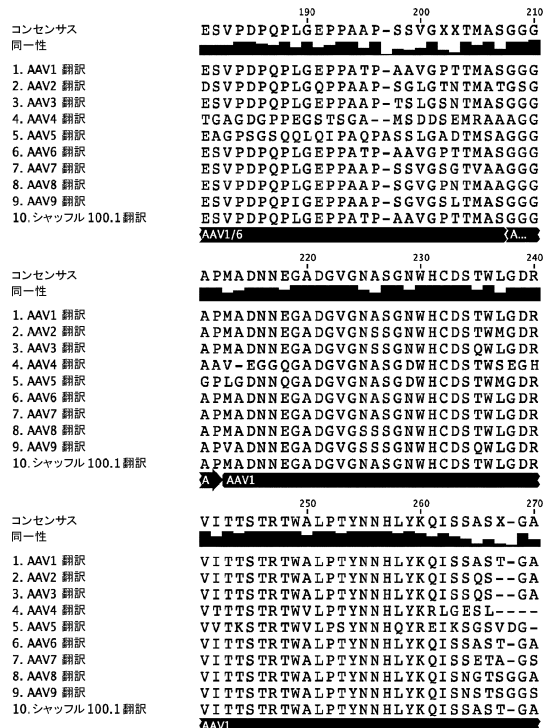 190 200 210
コンセンサス ESVPDPQPLGEPPAAP-SSVGXXTMASGGG
同一性
1. AAV1 翻訳 ESVPDPQPLGEPPATP-AAVGPTTMASGGG
2. AAV2 翻訳 DSVPDPQPLGQPPAAP-SGLGTNTMATGSG
3. AAV3 翻訳 ESVPDPQPLGEPPAAP-TSLGSNTMASGGG
4. AAV4 翻訳 TGAGDGPPEGSTSGA--MSDDSEMRAAAGG
5. AAV5 翻訳 EAGPSGSQQLQIPAQPASSLGADTMSAGGG
6. AAV6 翻訳 ESVPDPQPLGEPPATP-AAVGPTTMASGGG
7. AAV7 翻訳 ESVPDPQPLGEPPAAP-SSVGSGTVAAGGG
8. AAV8 翻訳 ESVPDPQPLGEPPAAP-SGVGPNTMAAGGG
9. AAV9 翻訳 ESVPDPQPIGEPPAAP-SGVGSLTMASGGG
10. シャッフル 100.1 翻訳 ESVPDPQPLGEPPATP-AAVGPTTMASGGG
AAV1/6 A...
220 230 240
コンセンサス APMADNNEGADGVGNASGNWHCDSTWLGDR
同一性
1. AAV1 翻訳 APMADNNEGADGVGNASGNWHCDSTWLGDR
2. AAV2 翻訳 APMADNNEGADGVGNSSGNWHCDSTWMGDR
3. AAV3 翻訳 APMADNNEGADGVGNSSGNWHCDSQWLGDR
4. AAV4 翻訳 AAV-EGGQGADGVGNASGDWHCDSTWSEGH
5. AAV5 翻訳 GPLGDNNQGADGVGNASGDWHCDSTWMGDR
6. AAV6 翻訳 APMADNNEGADGVGNASGNWHCDSTWLGDR
7. AAV7 翻訳 APMADNNEGADGVGNASGNWHCDSTWLGDR
8. AAV8 翻訳 APMADNNEGADGVGSSSGNWHCDSTWLGDR
9. AAV9 翻訳 APVADNNEGADGVGSSSGNWHCDSQWLGDR
10. シャッフル 100.1 翻訳 APMADNNEGADGVGNASGNWHCDSTWLGDR
A AAV1
250 260 270
コンセンサス VITTSTRTWALPTYNNHLYKQISSASX-GA
同一性
1. AAV1 翻訳 VITTSTRTWALPTYNNHLYKQISSAST-GA
2. AAV2 翻訳 VITTSTRTWALPTYNNHLYKQISSQS--GA
3. AAV3 翻訳 VITTSTRTWALPTYNNHLYKQISSQS--GA
4. AAV4 翻訳 VTTTSTRTWVLPTYNNHLYKRLGESL----
5. AAV5 翻訳 VVTKSTRTWVLPSYNNHQYREIKSGSVDG-
6. AAV6 翻訳 VITTSTRTWALPTYNNHLYKQISSAST-GA
7. AAV7 翻訳 VITTSTRTWALPTYNNHLYKQISSETA-GS
8. AAV8 翻訳 VITTSTRTWALPTYNNHLYKQISNGTSGGA
9. AAV9 翻訳 VITTSTRTWALPTYNNHLYKQISNSTSGGS
10. シャッフル 100.1 翻訳 VITTSTRTWALPTYNNHLYKQISSAST-GA
AAV1